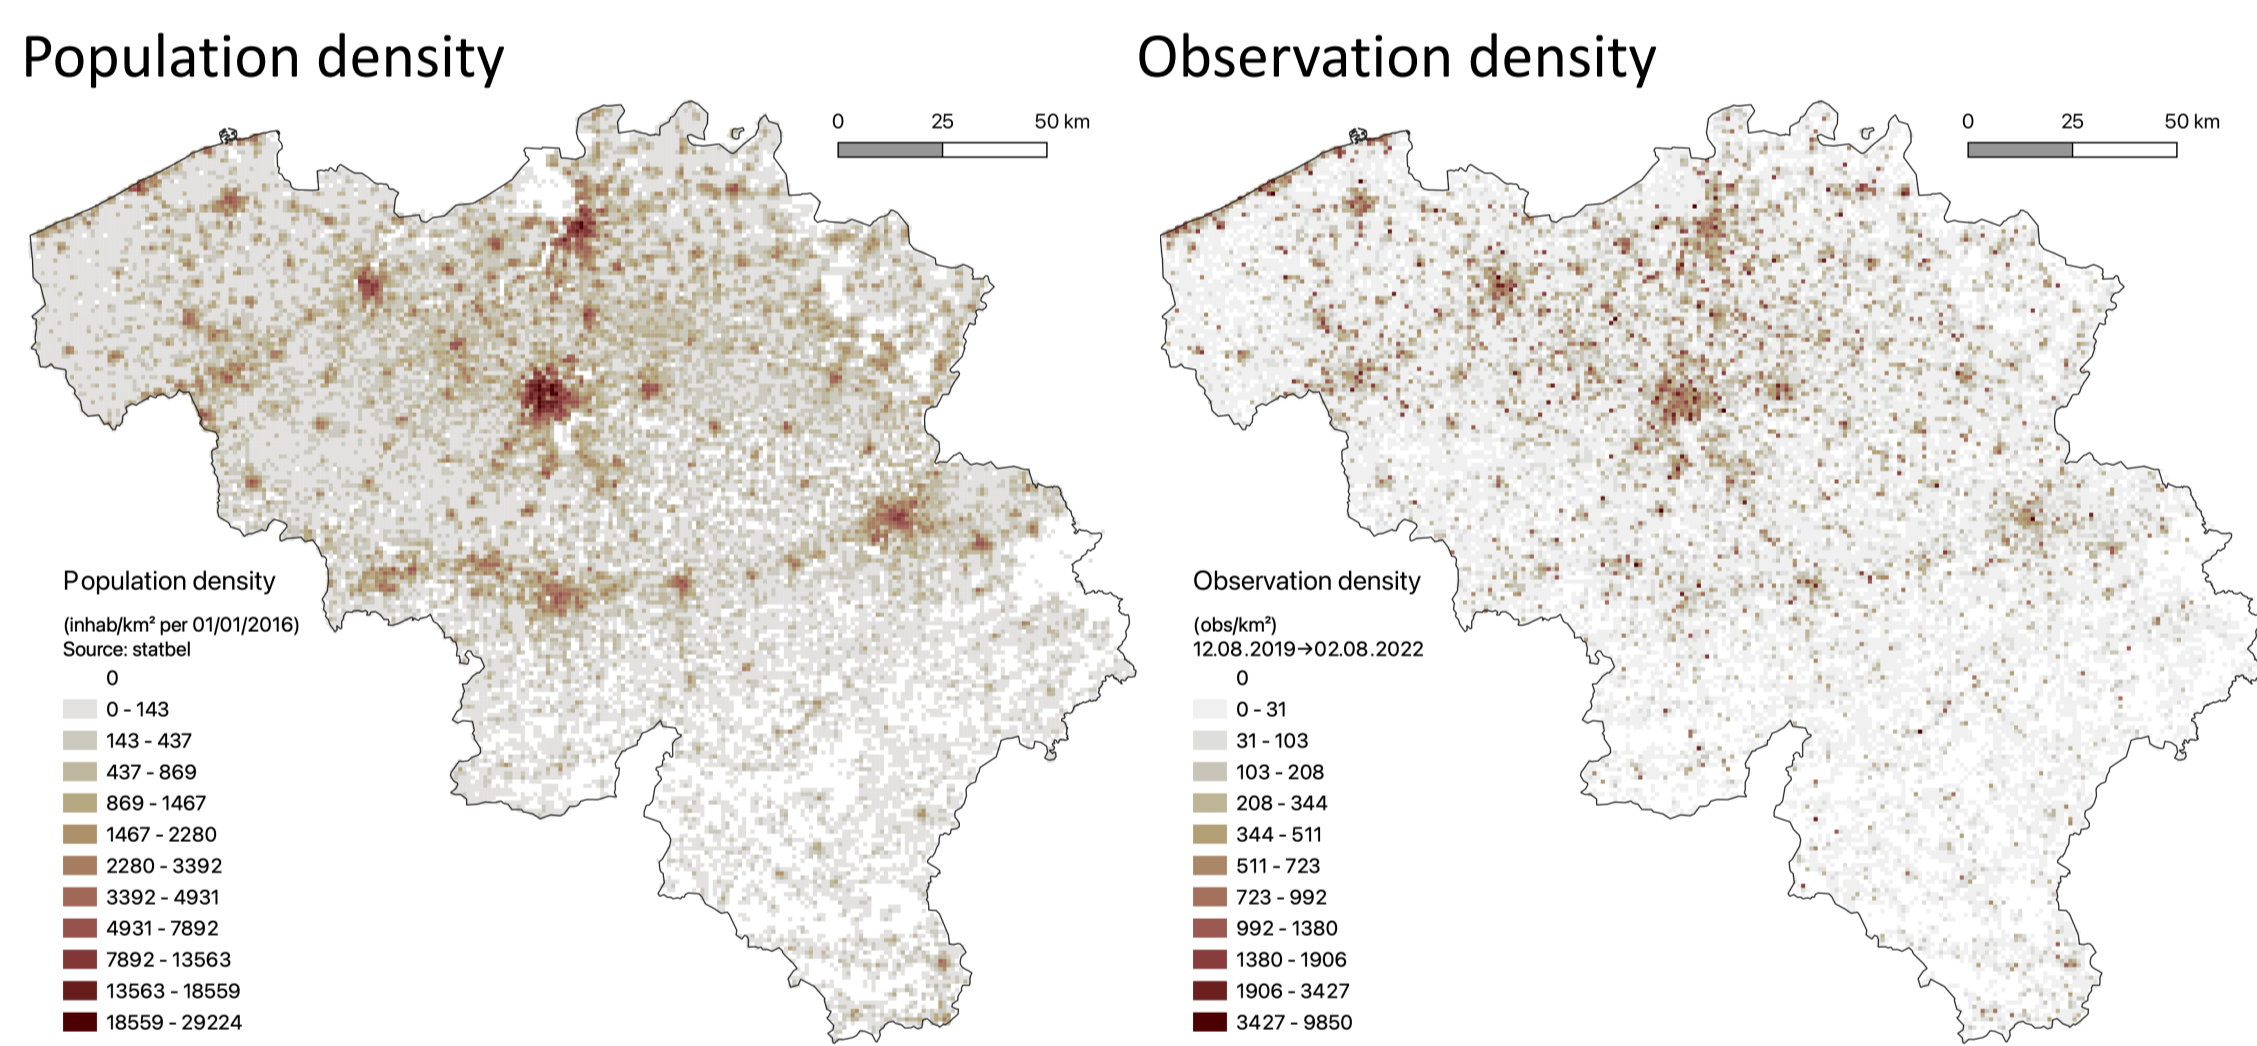 Population density
0 25 50 km
Population density
(inhab/km² per 01/01/2016)
Source: statbel
0
0 - 143
143 - 437
437 - 869
869 - 1467
1467 - 2280
2280 - 3392
3392 - 4931
4931 - 7892
7892 - 13563
13563 - 18559
18559 - 29224
Observation density
0 25 50 km
Observation density
(obs/km²)
12.08.2019→02.08.2022
0
0 - 31
31 - 103
103 - 208
208 - 344
344 - 511
511 - 723
723 - 992
992 - 1380
1380 - 1906
1906 - 3427
3427 - 9850